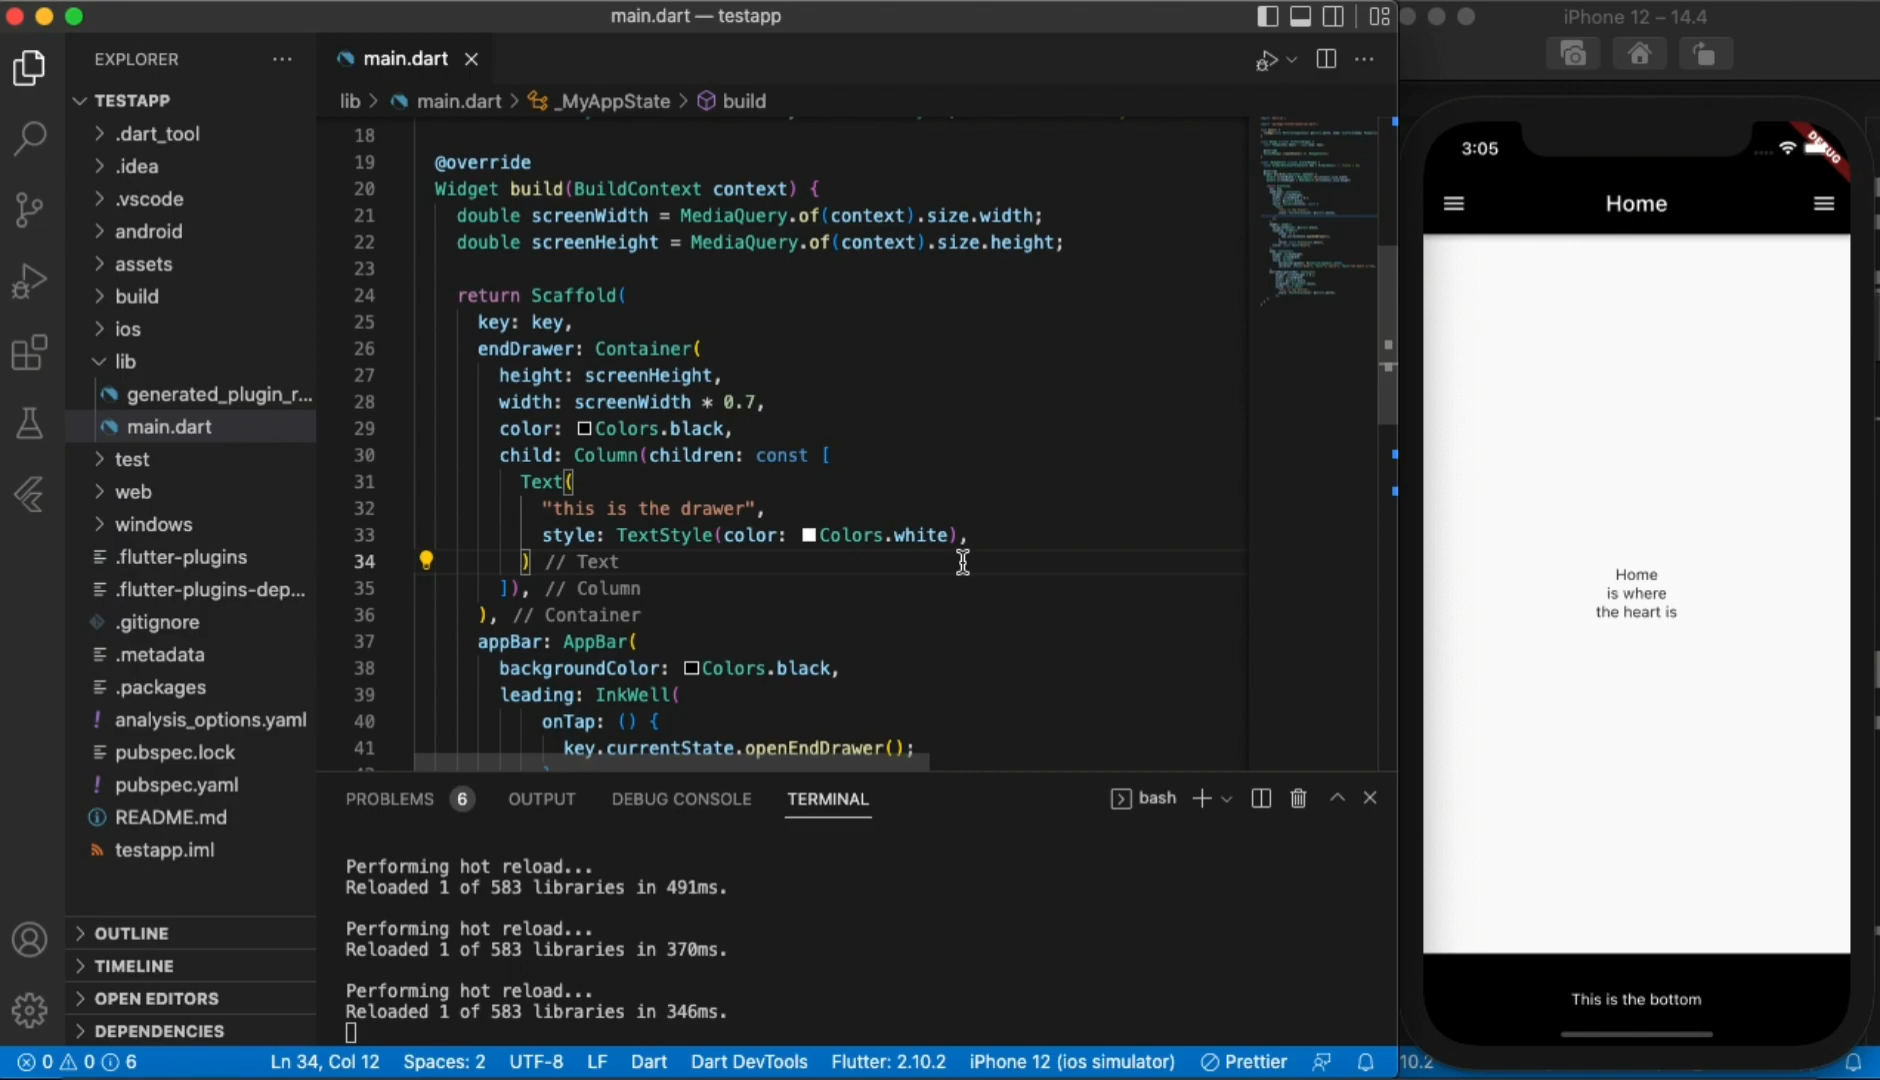 main.dart — testapp
EXPLORER
TESTAPP
.dart_tool
.idea
.vscode
android
assets
build
ios
lib
generated_plugin_r...
main.dart
test
web
windows
.flutter-plugins
.flutter-plugins-dep...
.gitignore
.metadata
.packages
! analysis_options.yaml
pubspec.lock
! pubspec.yaml
README.md
testapp.iml
OUTLINE
TIMELINE
OPEN EDITORS
DEPENDENCIES
main.dart
lib > main.dart > _MyAppState > build
18
19 @override
20 Widget build(BuildContext context) {
21 double screenWidth = MediaQuery.of(context).size.width;
22 double screenHeight = MediaQuery.of(context).size.height;
23
24 return Scaffold(
25 key: key,
26 endDrawer: Container(
27 height: screenHeight,
28 width: screenWidth * 0.7,
29 color: Colors.black,
30 child: Column(children: const [
31 Text(
32 "this is the drawer",
33 style: TextStyle(color: Colors.white),
34 ) // Text
35 ]), // Column
36 ), // Container
37 appBar: AppBar(
38 backgroundColor: Colors.black,
39 leading: InkWell(
40 onTap: () {
41 key.currentState.openEndDrawer();
PROBLEMS 6 OUTPUT DEBUG CONSOLE TERMINAL bash
Performing hot reload...
Reloaded 1 of 583 libraries in 491ms.
Performing hot reload...
Reloaded 1 of 583 libraries in 370ms.
Performing hot reload...
Reloaded 1 of 583 libraries in 346ms.
0 0 6 Ln 34, Col 12 Spaces: 2 UTF-8 LF Dart Dart DevTools Flutter: 2.10.2 iPhone 12 (ios simulator) Prettier 10.2
iPhone 12 – 14.4
3:05
DEBUG
Home
Home
is where
the heart is
This is the bottom